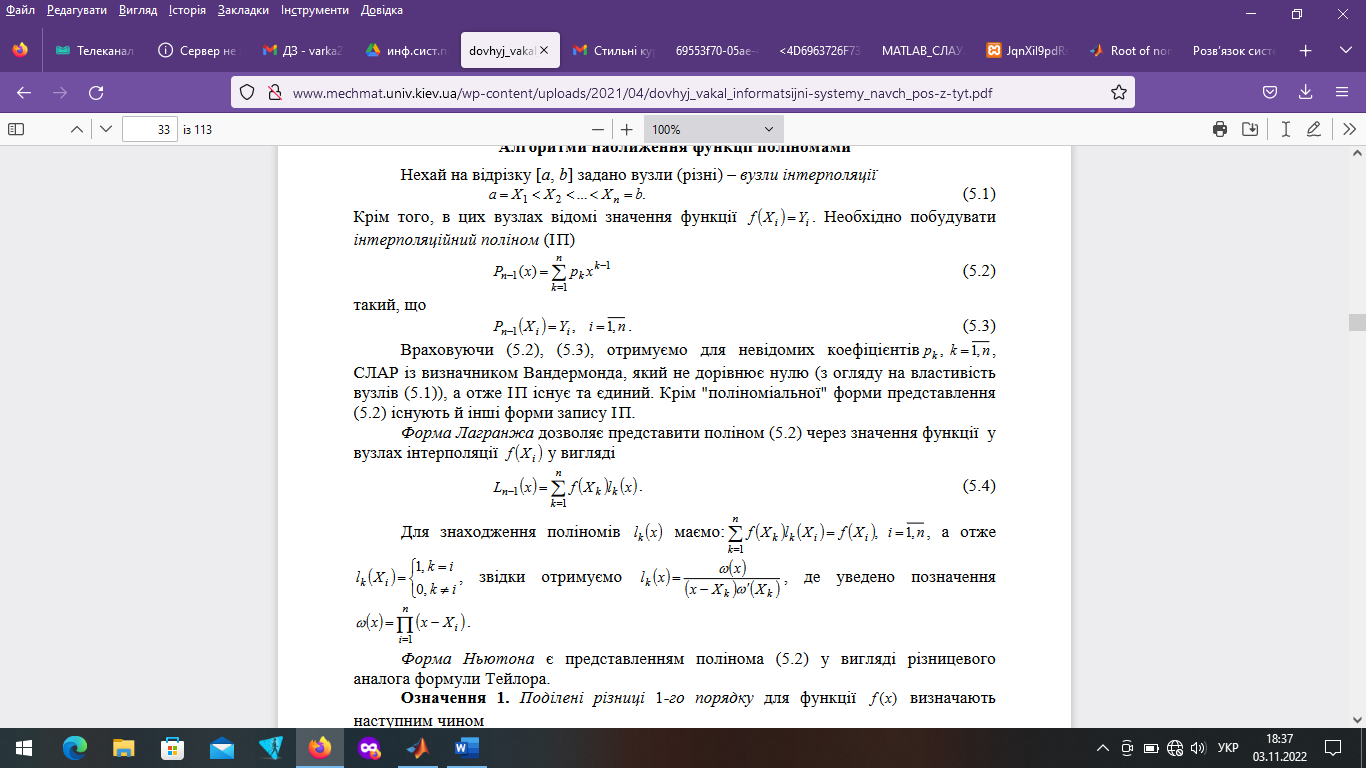 Файл Редагувати Вигляд Історія Закладки Інструменти Довідка
Телеканал
Сервер не
ДЗ - varka2
инф.сист.п
dovhyj_vakal
Стильні ку
69553f70-05ae-
<4D6963726F73
MATLAB_СЛАУ
JqnXil9pdRs
Root of non
Розв'язок систе
www.mechmat.univ.kiev.ua/wp-content/uploads/2021/04/dovhyj_vakal_informatsijni-systemy_navch_pos-z-tyt.pdf
33 із 113
100%
Алгоритми наближення функції поліномами
Нехай на відрізку [a, b] задано вузли (різні) – вузли інтерполяції
a = X₁ < X₂ < ... < Xₙ = b. (5.1)
Крім того, в цих вузлах відомі значення функції f(Xᵢ) = Yᵢ. Необхідно побудувати
інтерполяційний поліном (ІП)
Pₙ₋₁(x) = ∑ₖ₌₁ⁿ pₖxᵏ⁻¹ (5.2)
такий, що
Pₙ₋₁(Xᵢ) = Yᵢ, i = 1,n. (5.3)
Враховуючи (5.2), (5.3), отримуємо для невідомих коефіцієнтів pₖ, k = 1,n,
СЛАР із визначником Вандермонда, який не дорівнює нулю (з огляду на властивість
вузлів (5.1)), а отже ІП існує та єдиний. Крім "поліноміальної" форми представлення
(5.2) існують й інші форми запису ІП.
Форма Лагранжа дозволяє представити поліном (5.2) через значення функції у
вузлах інтерполяції f(Xᵢ) у вигляді
Lₙ₋₁(x) = ∑ₖ₌₁ⁿ f(Xₖ)lₖ(x). (5.4)
Для знаходження поліномів lₖ(x) маємо: ∑ₖ₌₁ⁿ f(Xₖ)lₖ(Xᵢ) = f(Xᵢ), i = 1,n, а отже
lₖ(Xᵢ) = {1, k = i; 0, k ≠ i, звідки отримуємо lₖ(x) = ω(x)/((x − Xₖ)ω′(Xₖ)), де уведено позначення
ω(x) = ∏ᵢ₌₁ⁿ (x − Xᵢ).
Форма Ньютона є представленням полінома (5.2) у вигляді різницевого
аналога формули Тейлора.
Означення 1. Поділені різниці 1-го порядку для функції f(x) визначають
наступним чином
УКР
18:37
03.11.2022